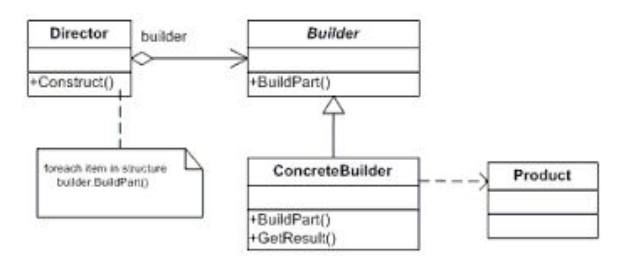 Director
+Construct()
builder
Builder
+BuildPart()
foreach item in structure
builder.BuildPart()
ConcreteBuilder
+BuildPart()
+GetResult()
Product